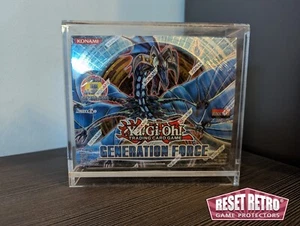 KONAMI
Yu-Gi-Oh!
TRADING CARD GAME
GENERATION FORCE
RESET RETRO
GAME PROTECTORS